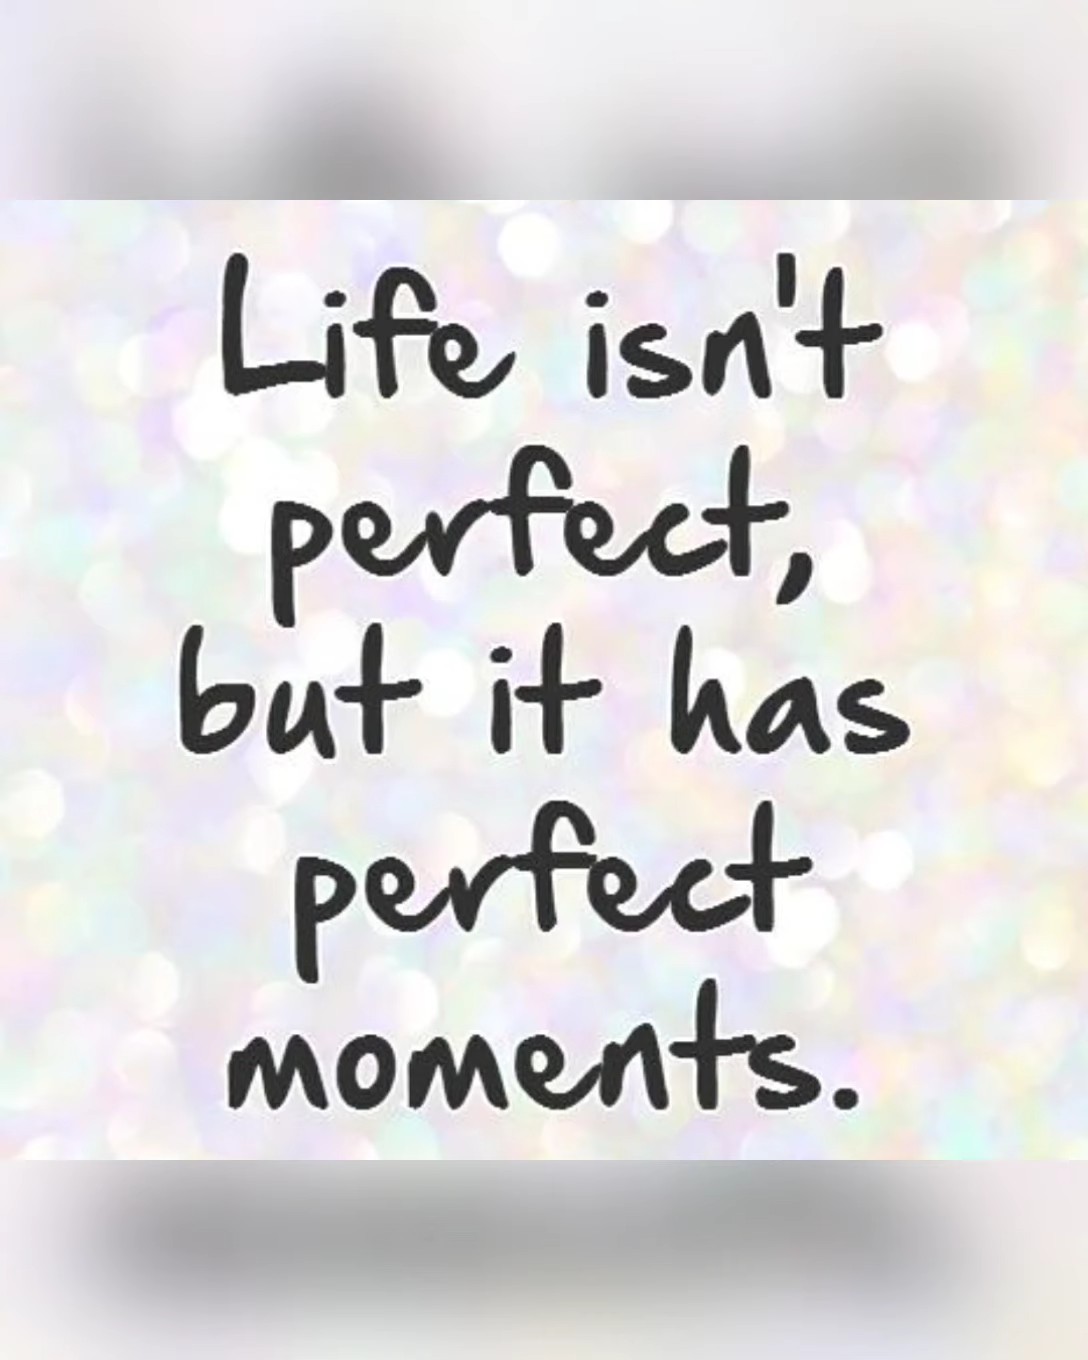 Life isn't
perfect,
but it has
perfect
moments.